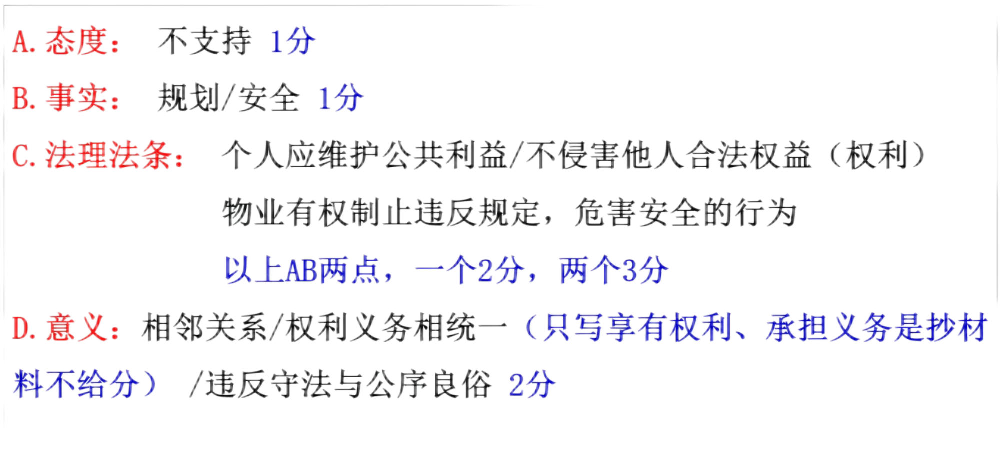 A.态度： 不支持 1分
B.事实： 规划/安全 1分
C.法理法条： 个人应维护公共利益/不侵害他人合法权益（权利）
物业有权制止违反规定，危害安全的行为
以上AB两点，一个2分，两个3分
D.意义：相邻关系/权利义务相统一（只写享有权利、承担义务是抄材
料不给分） /违反守法与公序良俗 2分